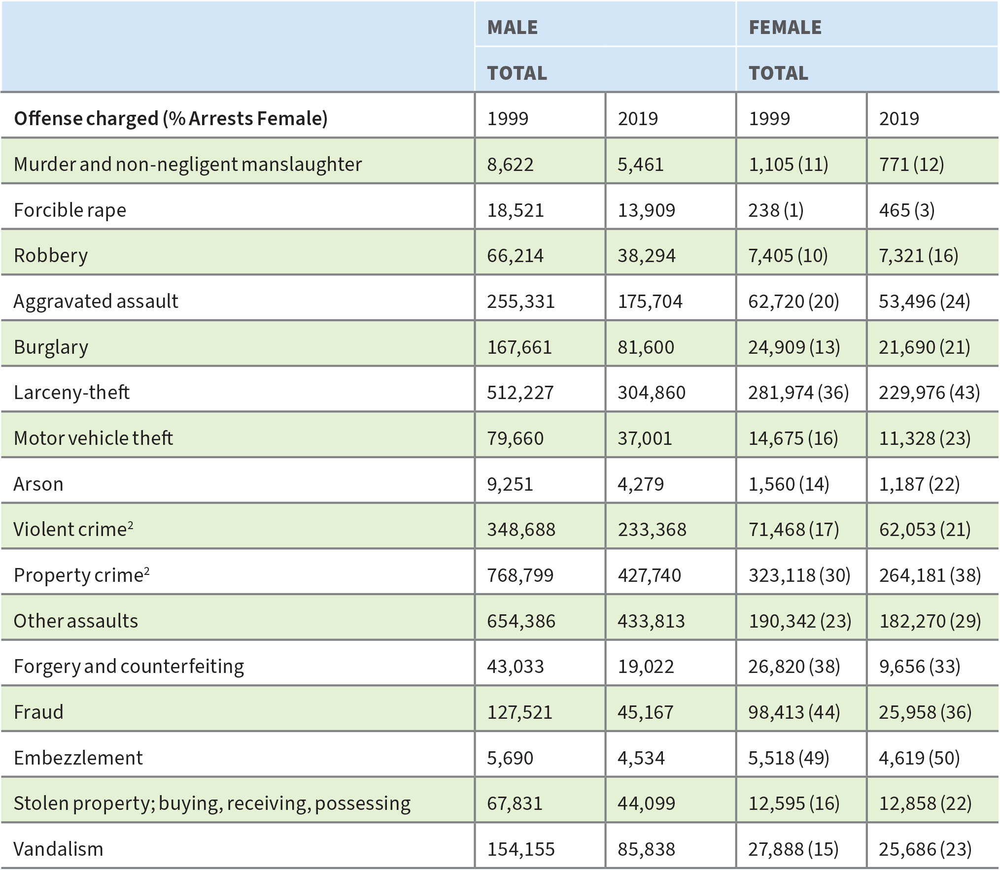 MALE FEMALE
TOTAL TOTAL
Offense charged (% Arrests Female) 1999 2019 1999 2019
Murder and non-negligent manslaughter 8,622 5,461 1,105 (11) 771 (12)
Forcible rape 18,521 13,909 238 (1) 465 (3)
Robbery 66,214 38,294 7,405 (10) 7,321 (16)
Aggravated assault 255,331 175,704 62,720 (20) 53,496 (24)
Burglary 167,661 81,600 24,909 (13) 21,690 (21)
Larceny-theft 512,227 304,860 281,974 (36) 229,976 (43)
Motor vehicle theft 79,660 37,001 14,675 (16) 11,328 (23)
Arson 9,251 4,279 1,560 (14) 1,187 (22)
Violent crime² 348,688 233,368 71,468 (17) 62,053 (21)
Property crime² 768,799 427,740 323,118 (30) 264,181 (38)
Other assaults 654,386 433,813 190,342 (23) 182,270 (29)
Forgery and counterfeiting 43,033 19,022 26,820 (38) 9,656 (33)
Fraud 127,521 45,167 98,413 (44) 25,958 (36)
Embezzlement 5,690 4,534 5,518 (49) 4,619 (50)
Stolen property; buying, receiving, possessing 67,831 44,099 12,595 (16) 12,858 (22)
Vandalism 154,155 85,838 27,888 (15) 25,686 (23)